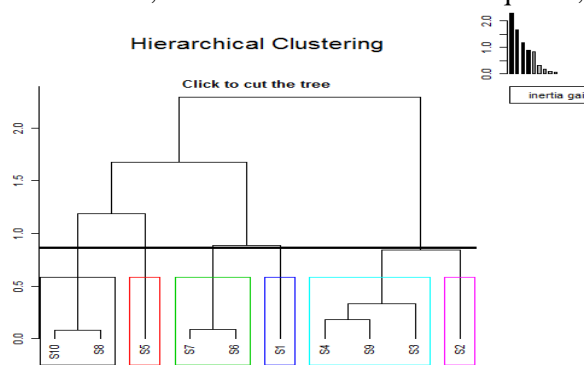 Hierarchical Clustering
Click to cut the tree
2.0
1.0
0.0
inertia gai
2.0
1.5
1.0
0.5
0.0
S10 S8 S5 S7 S6 S1 S4 S9 S3 S2